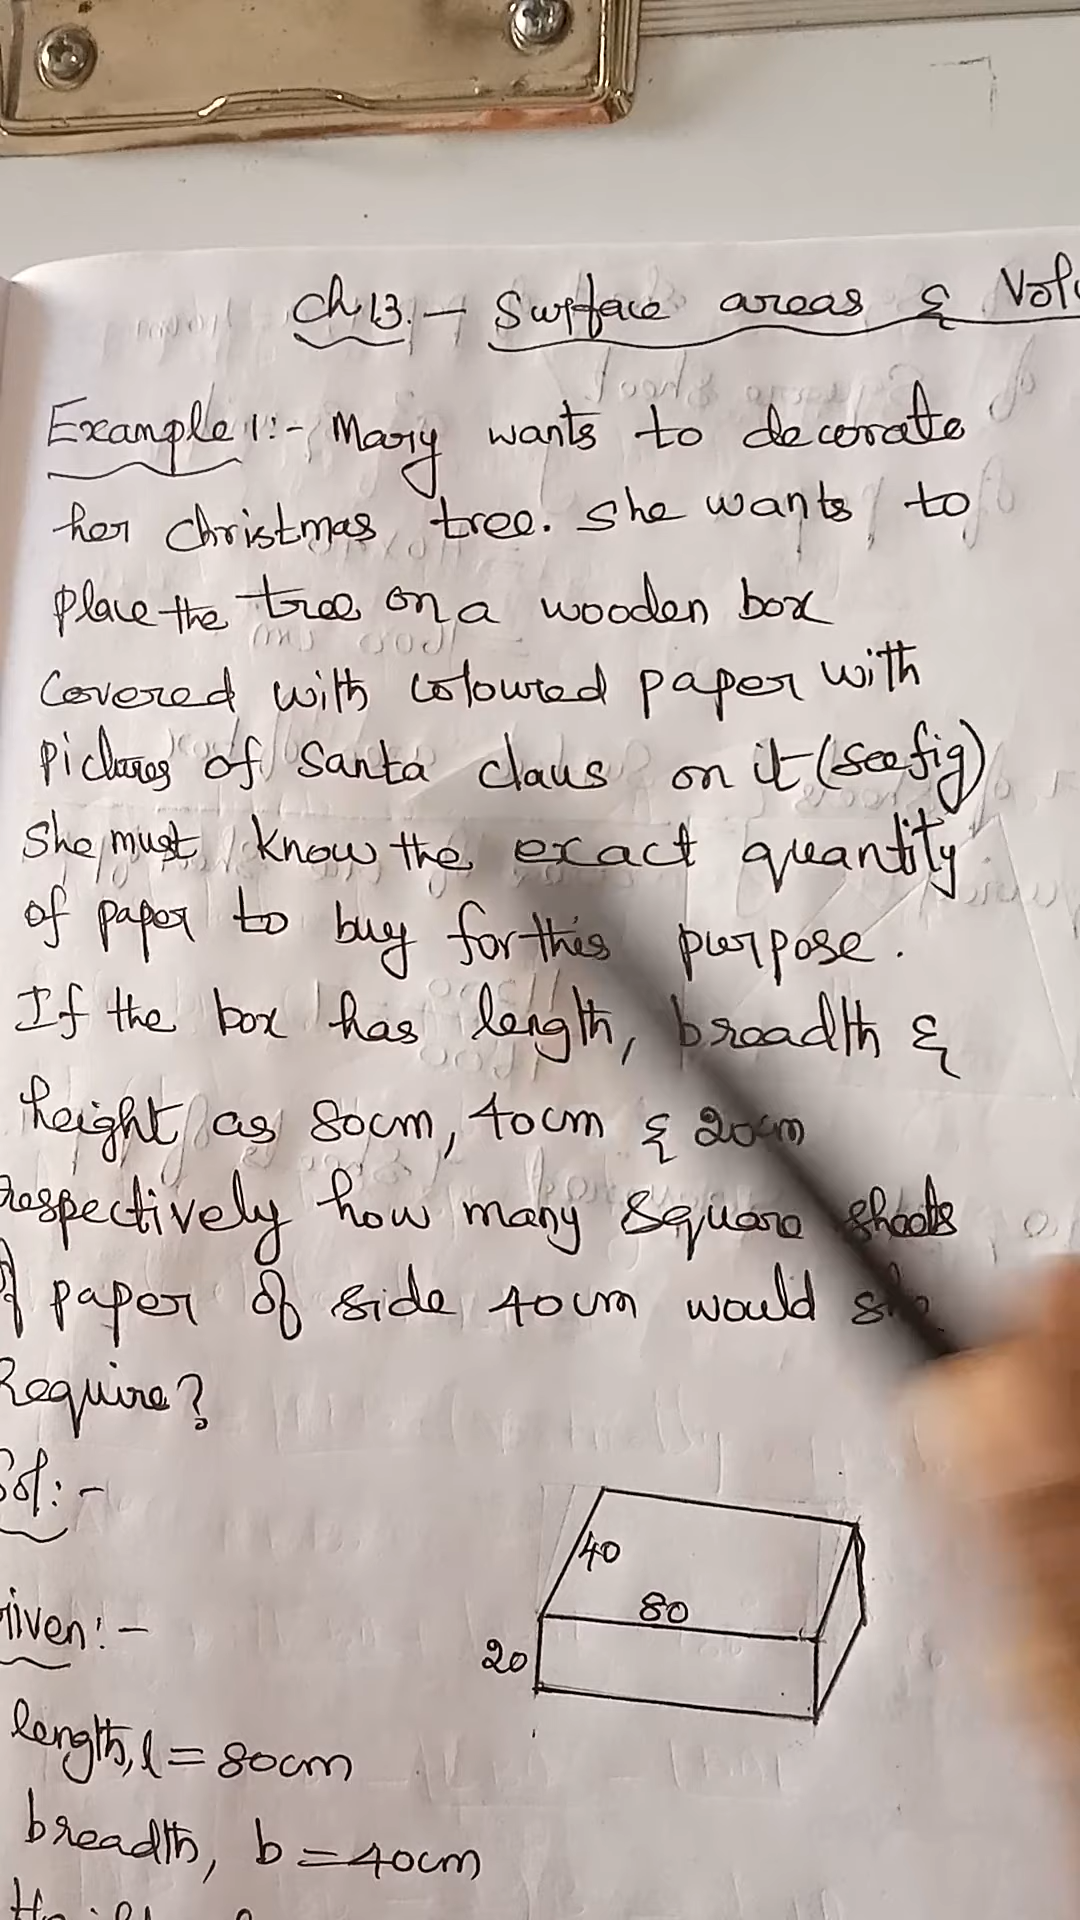 Ch 13. - Surface areas & Vol
Example 1:- Mary wants to decorate
her christmas tree. She wants to
place the tree on a wooden box
covered with coloured paper with
pictures of Santa claus on it (see fig)
She must know the exact quantity
of paper to buy for this purpose.
If the box has length, breadth &
height as 80cm, 40cm & 20cm
respectively how many square sheets
of paper of side 40cm would she
Require?
Sol:-
40
80
20
Given:-
length, l = 80cm
breadth, b = 40cm